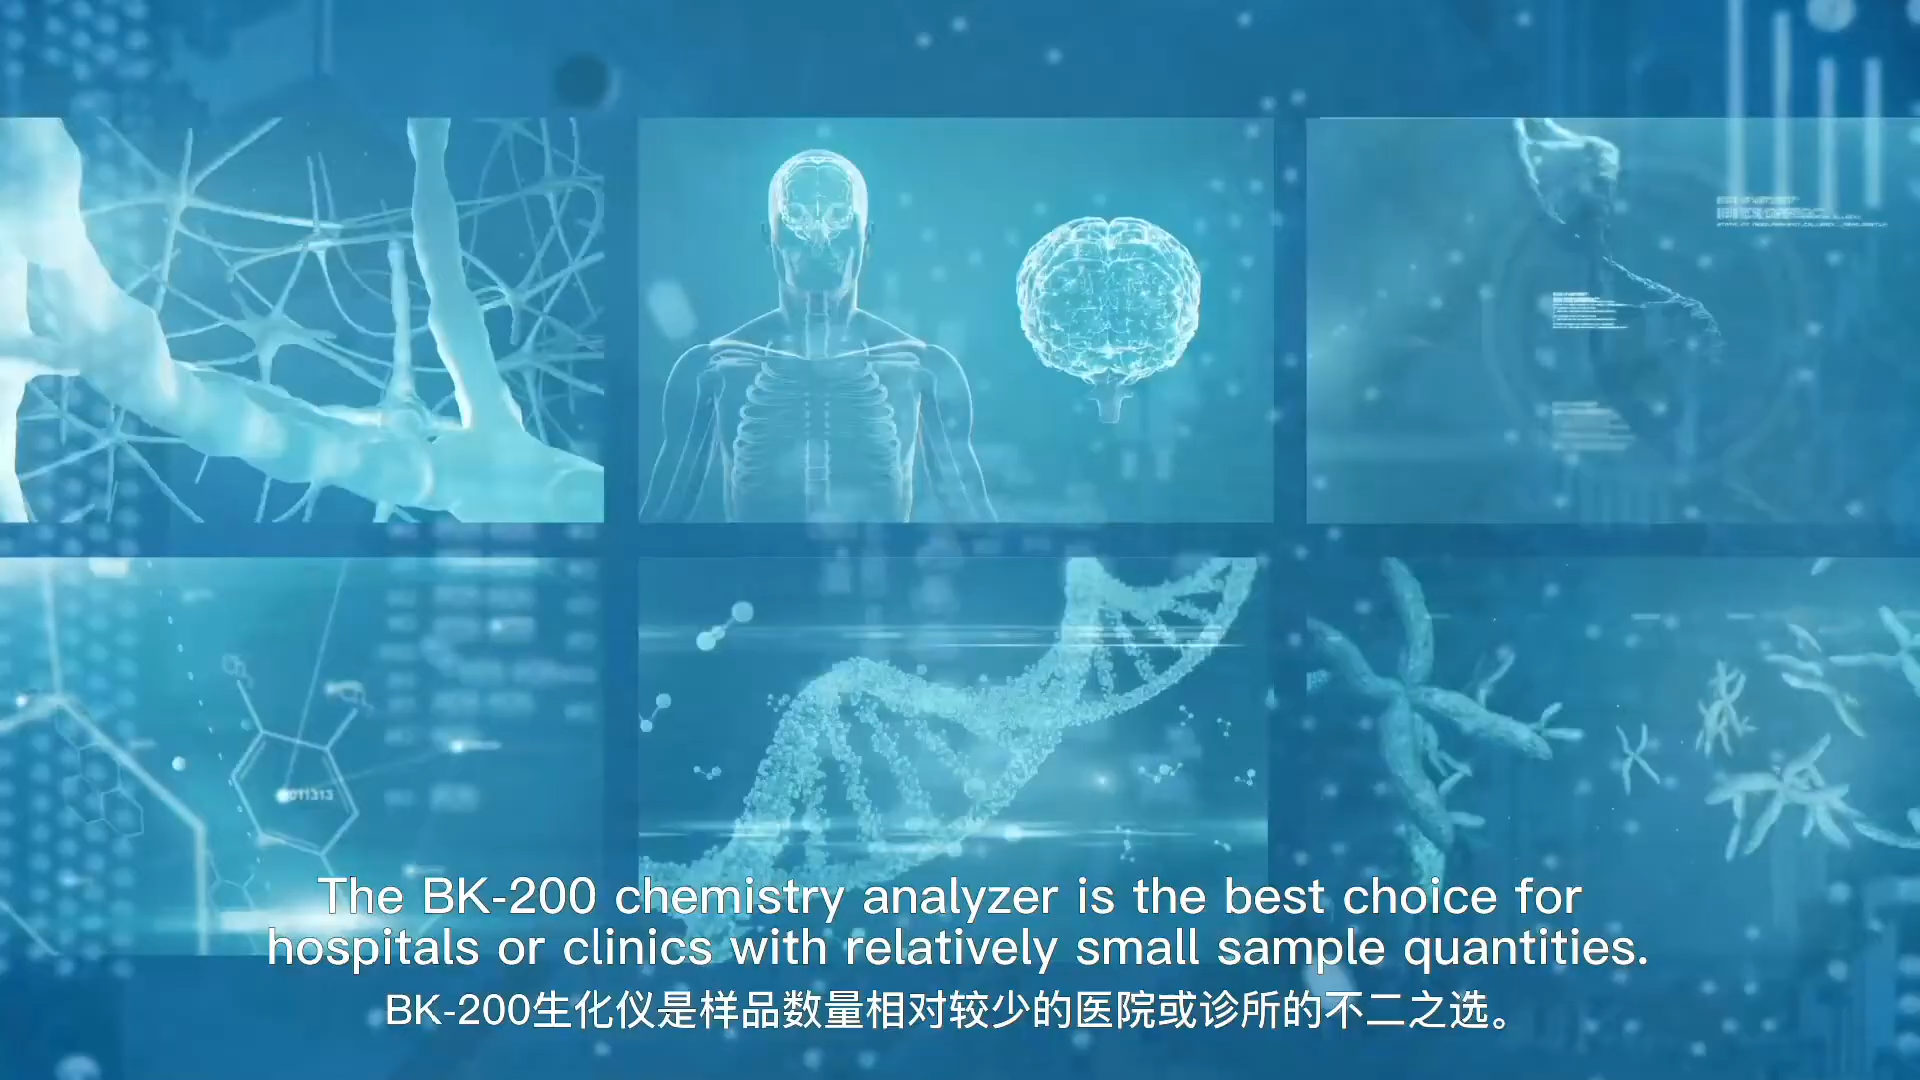 The BK-200 chemistry analyzer is the best choice for
hospitals or clinics with relatively small sample quantities.
BK-200生化仪是样品数量相对较少的医院或诊所的不二之选。